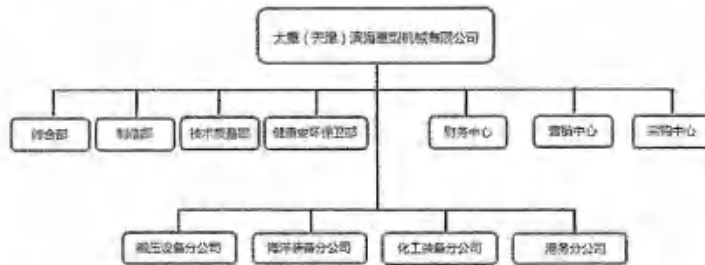 太重（天津）滨海重型机械有限公司
综合部
制造部
技术质量部
健康安环保卫部
财务中心
营销中心
采购中心
锻压设备分公司
海洋装备分公司
化工装备分公司
港务分公司